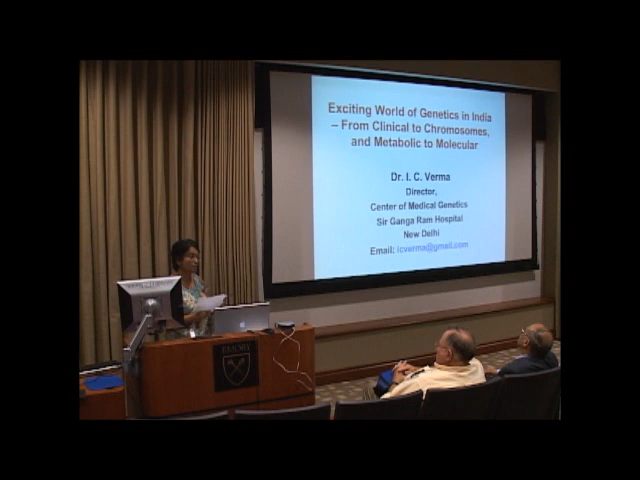 Exciting World of Genetics in India
– From Clinical to Chromosomes,
and Metabolic to Molecular
Dr. I. C. Verma
Director,
Center of Medical Genetics
Sir Ganga Ram Hospital
New Delhi
Email: icverma@gmail.com
EMORY